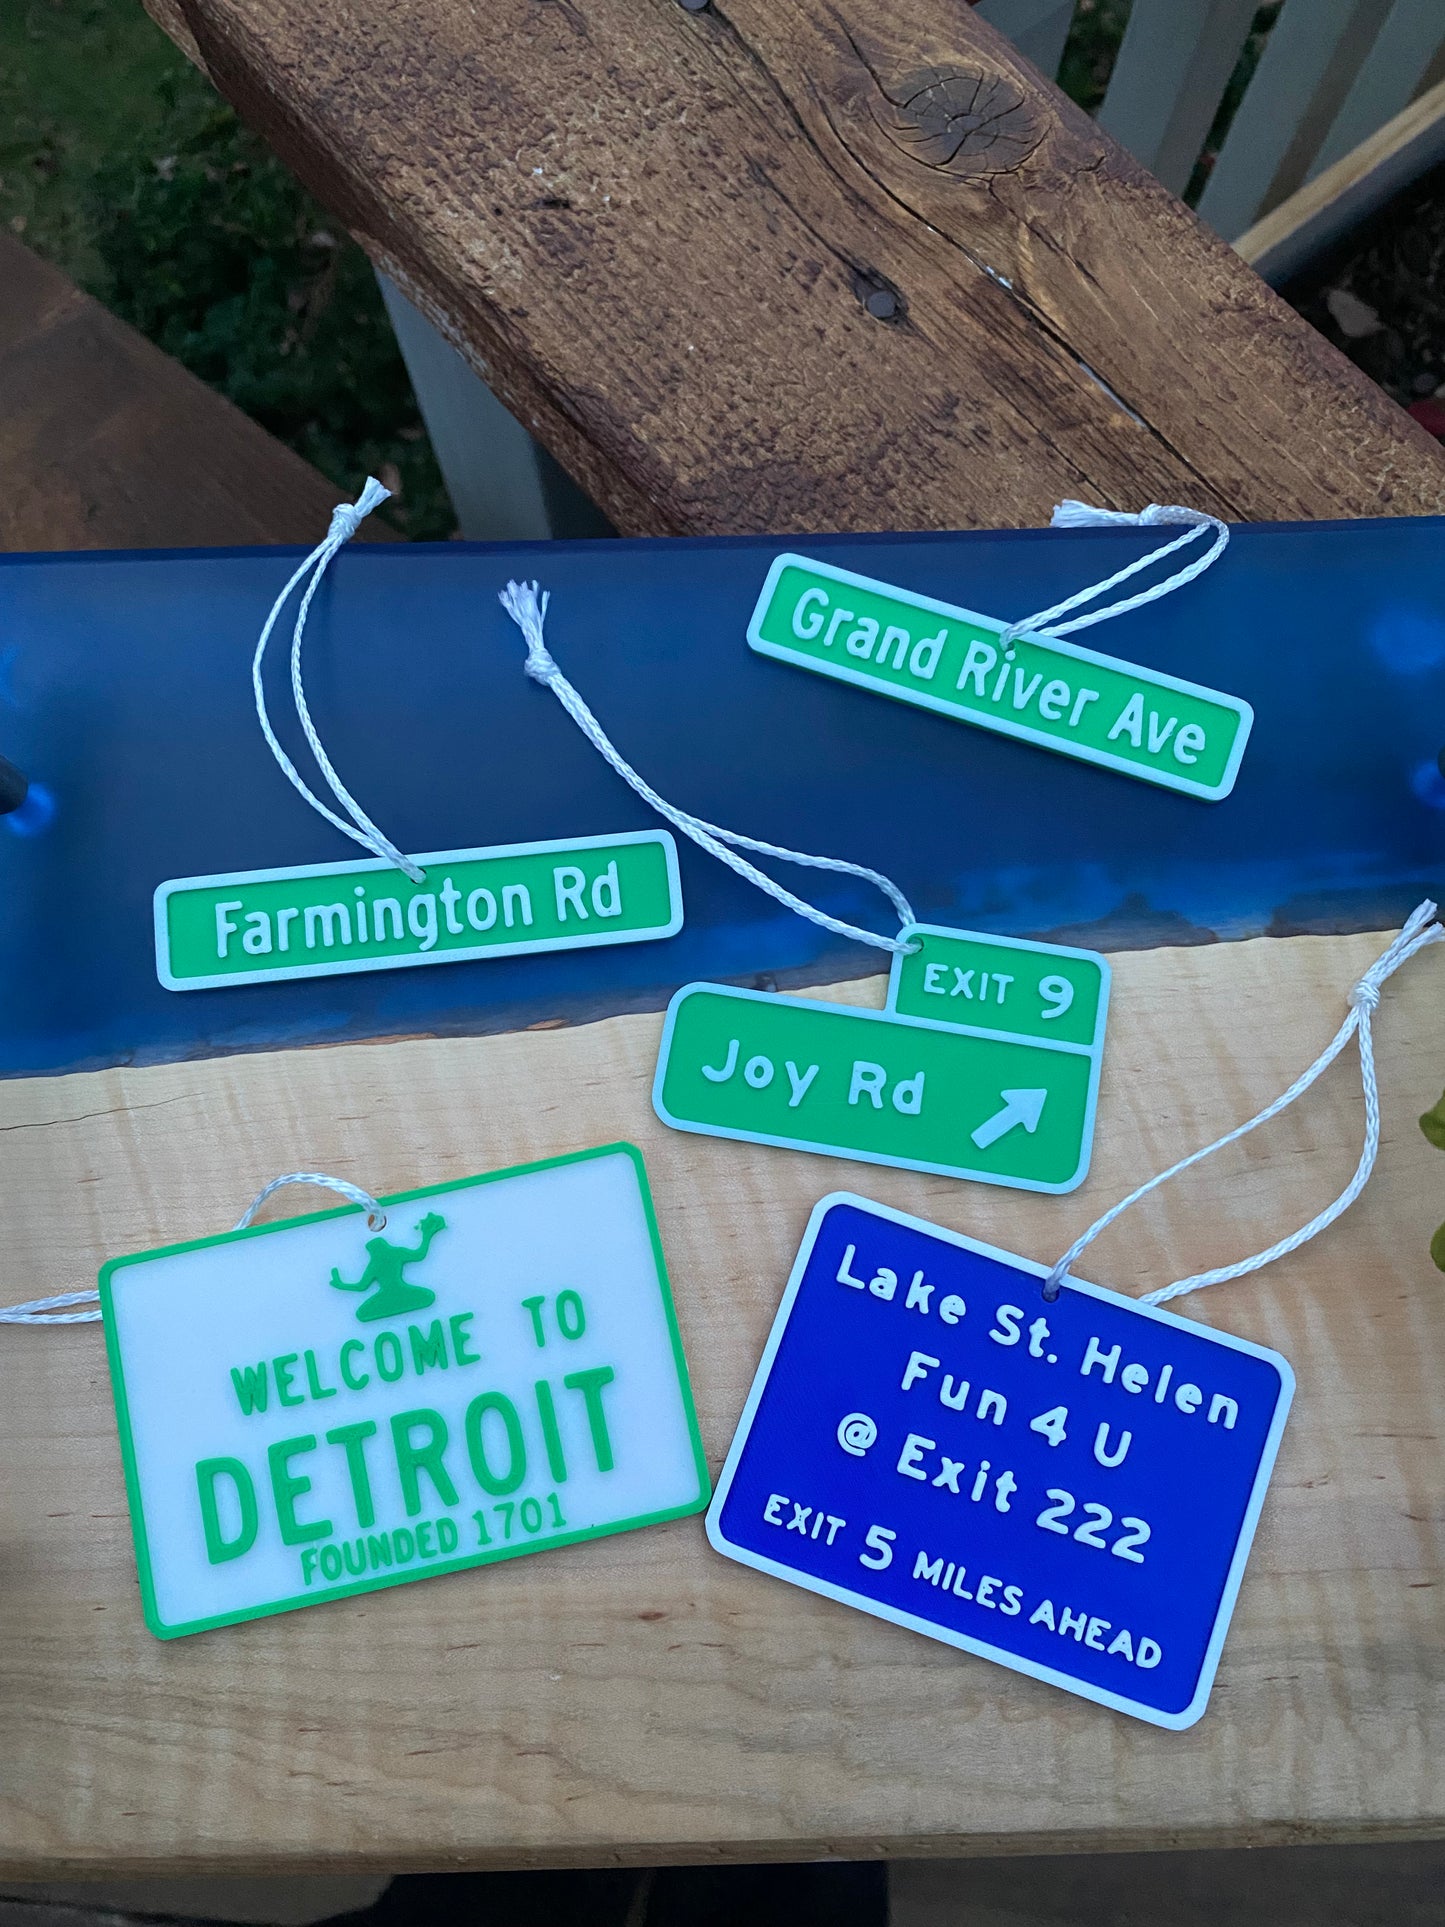 Grand River Ave
Farmington Rd
EXIT 9
Joy Rd
WELCOME TO
DETROIT
FOUNDED 1701
Lake St. Helen
Fun 4 U
@ Exit 222
EXIT 5 MILES AHEAD